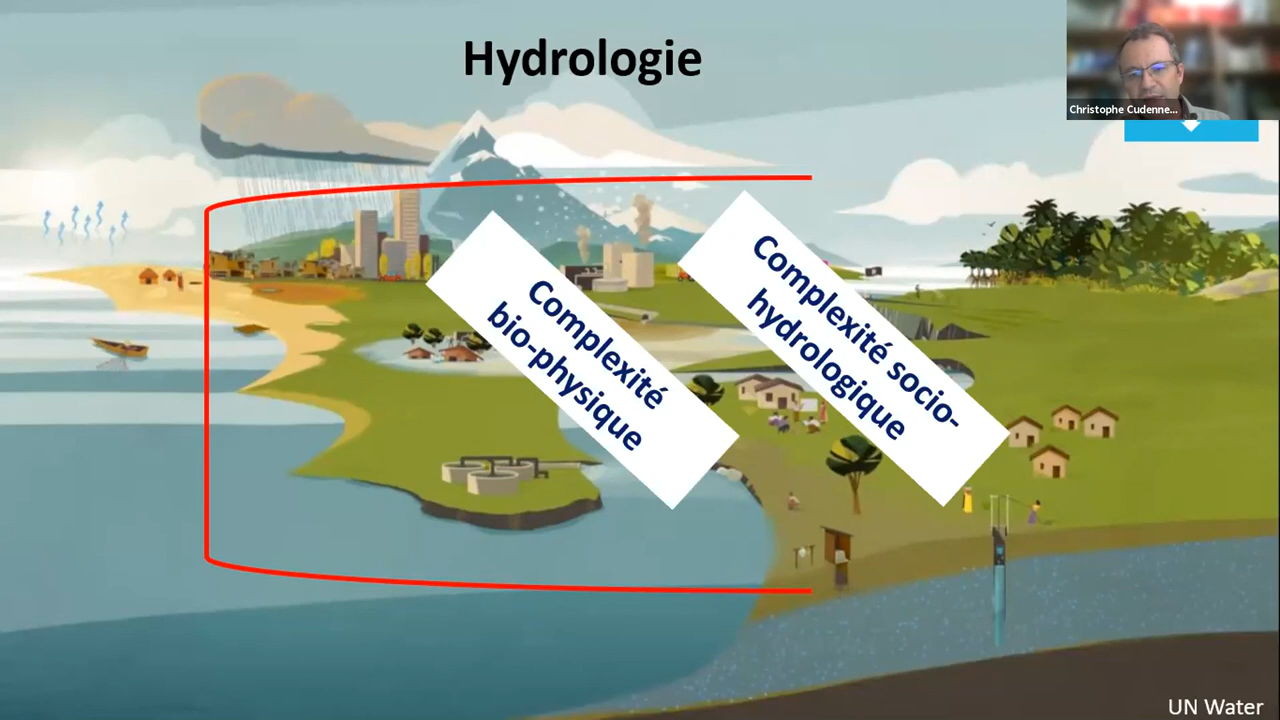 Hydrologie
Christophe Cudenne...
Complexité
bio-physique
Complexité socio-
hydrologique
UN Water